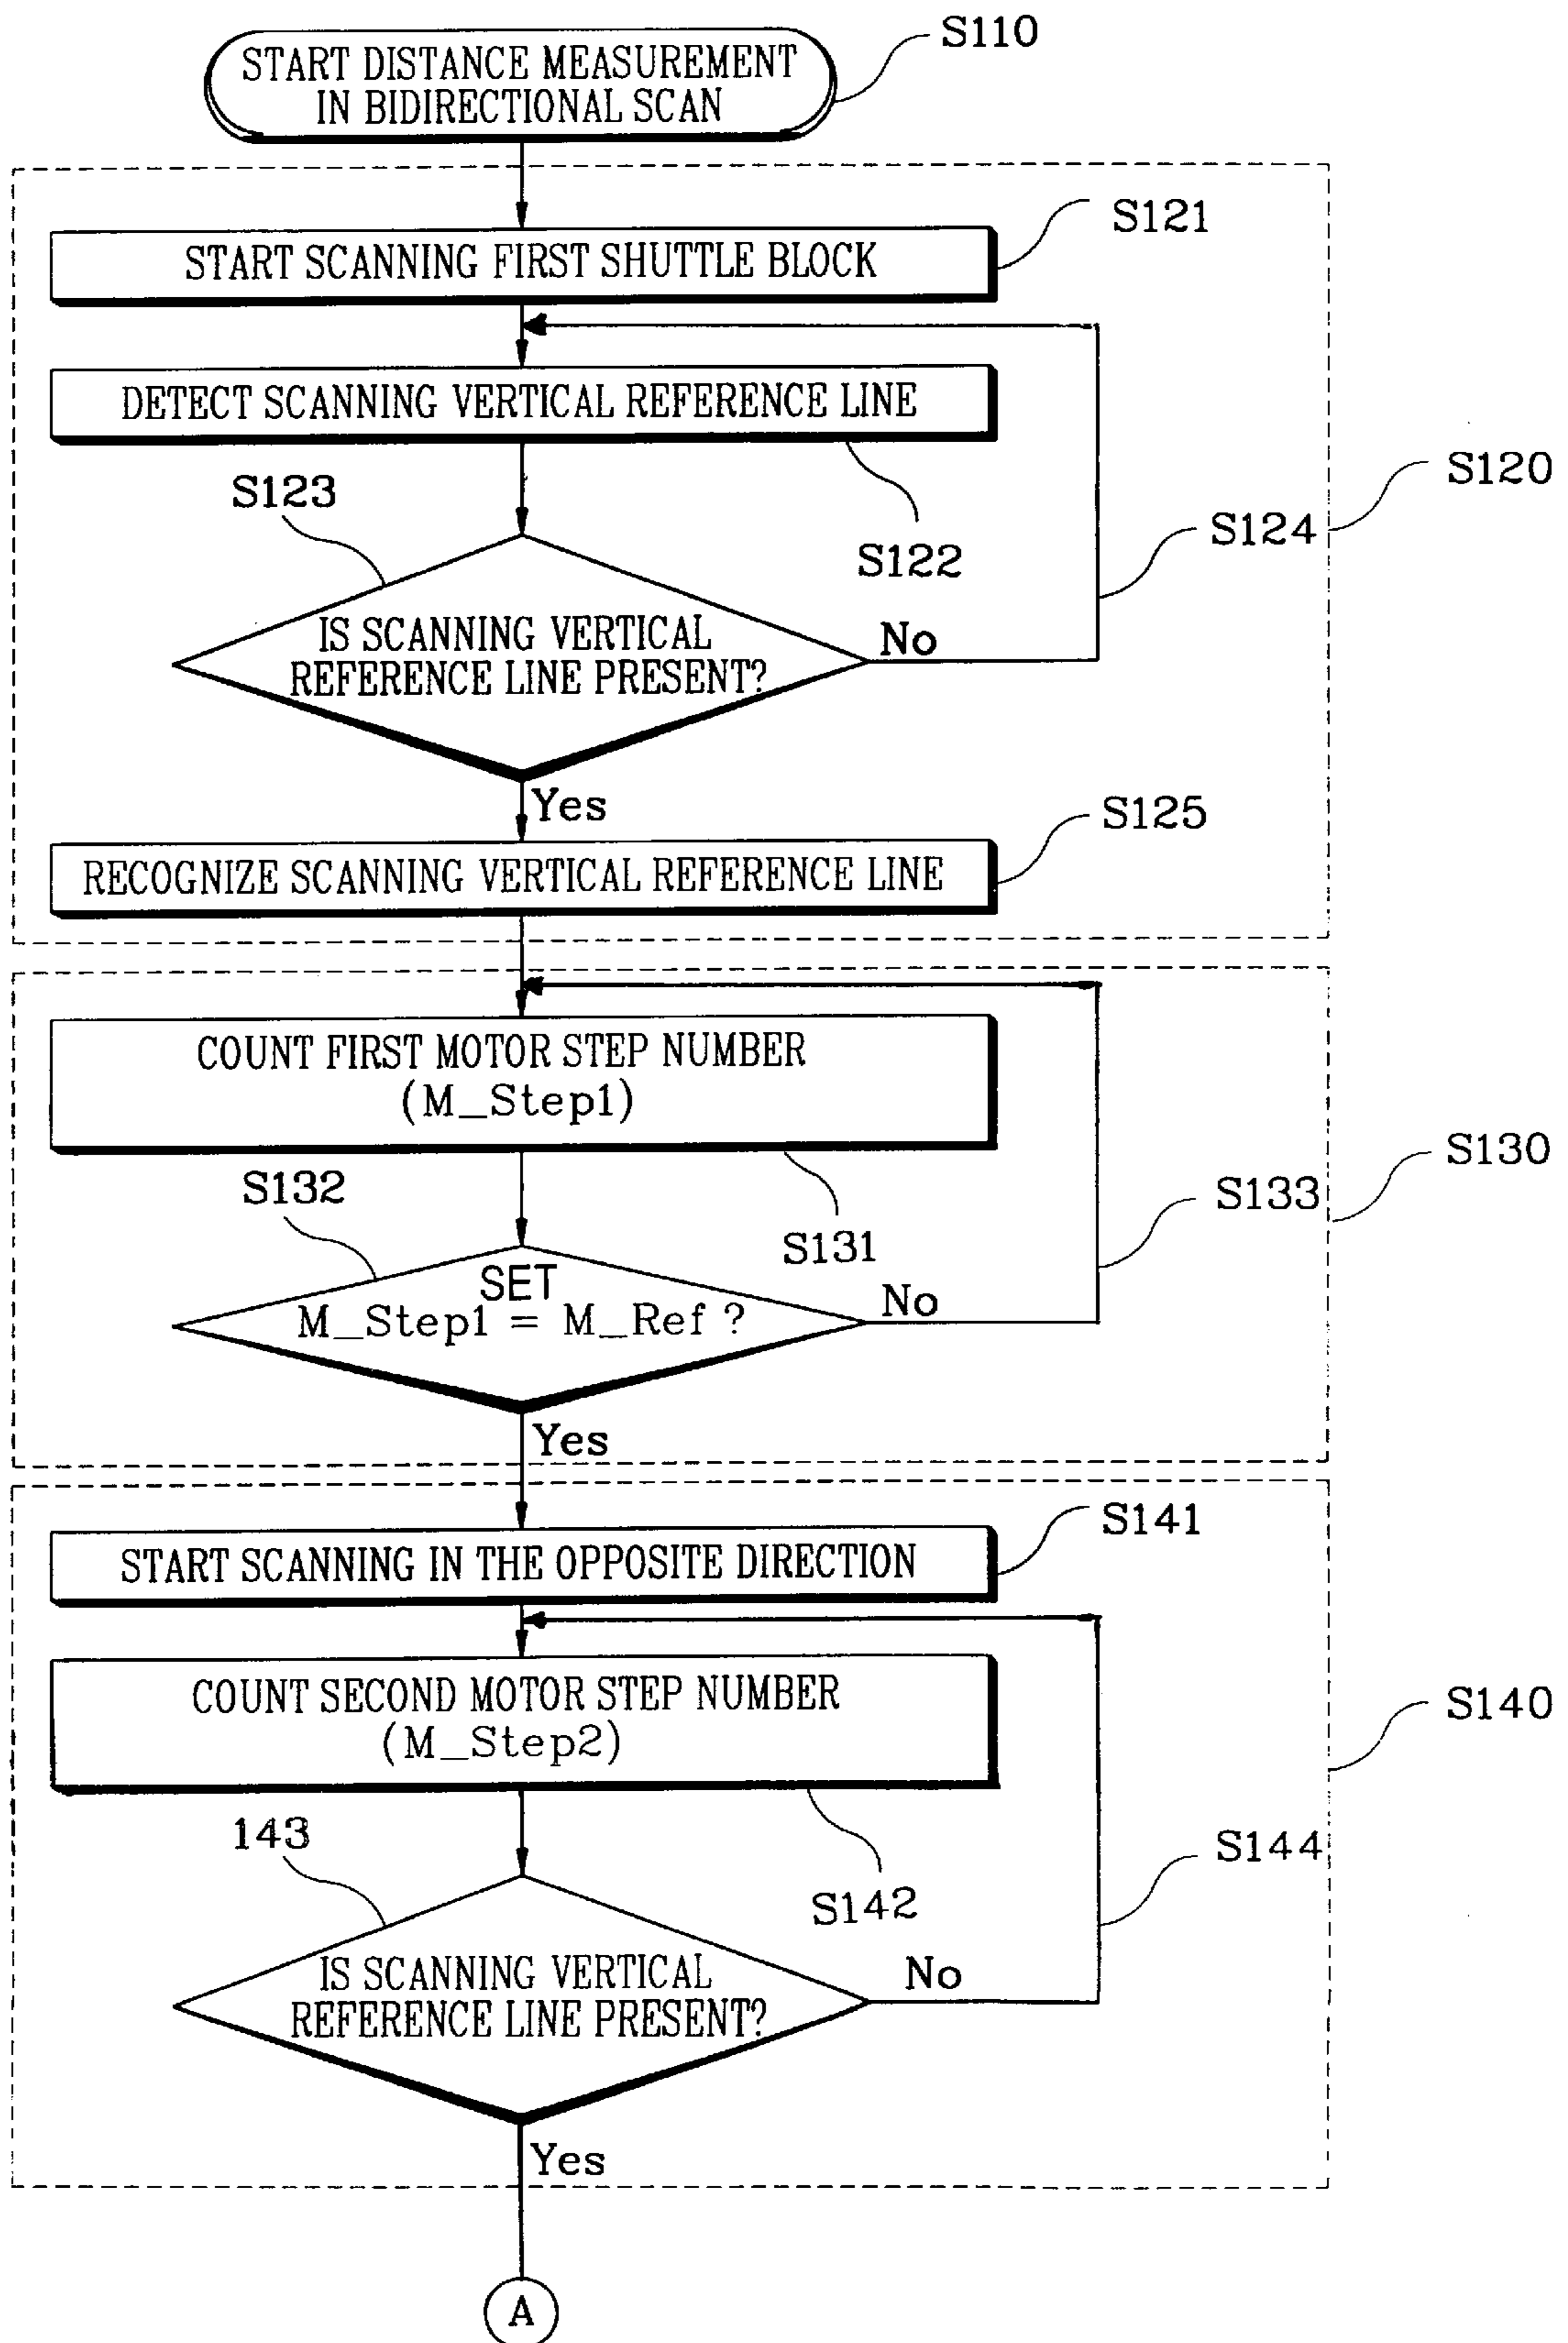 START DISTANCE MEASUREMENT
IN BIDIRECTIONAL SCAN
S110
START SCANNING FIRST SHUTTLE BLOCK
S121
DETECT SCANNING VERTICAL REFERENCE LINE
S122
S120
S123
S124
IS SCANNING VERTICAL
REFERENCE LINE PRESENT?
No
Yes
RECOGNIZE SCANNING VERTICAL REFERENCE LINE
S125
COUNT FIRST MOTOR STEP NUMBER
(M_Step1)
S131
S130
S132
S133
SET
M_Step1 = M_Ref ?
No
Yes
START SCANNING IN THE OPPOSITE DIRECTION
S141
COUNT SECOND MOTOR STEP NUMBER
(M_Step2)
S142
S140
143
S144
IS SCANNING VERTICAL
REFERENCE LINE PRESENT?
No
Yes
A